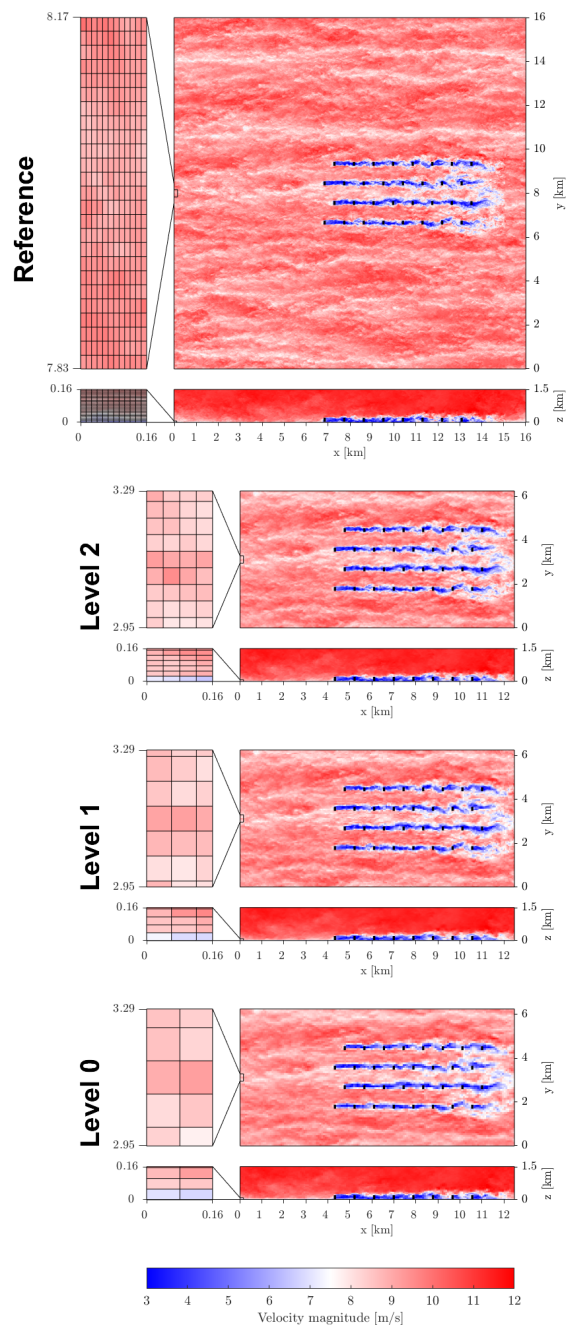 8.17
16
14
12
10
8
6
4
2
0
y [km]
Reference
7.83
0.16
0
0
0.16
1.5
0
z [km]
0 1 2 3 4 5 6 7 8 9 10 11 12 13 14 15 16
x [km]
Level 2
3.29
2.95
6
4
2
0
y [km]
0.16
0
0
0.16
1.5
0
z [km]
0 1 2 3 4 5 6 7 8 9 10 11 12
x [km]
Level 1
3.29
2.95
6
4
2
0
y [km]
0.16
0
0
0.16
1.5
0
z [km]
0 1 2 3 4 5 6 7 8 9 10 11 12
x [km]
Level 0
3.29
2.95
6
4
2
0
y [km]
0.16
0
0
0.16
1.5
0
z [km]
0 1 2 3 4 5 6 7 8 9 10 11 12
x [km]
3 4 5 6 7 8 9 10 11 12
Velocity magnitude [m/s]